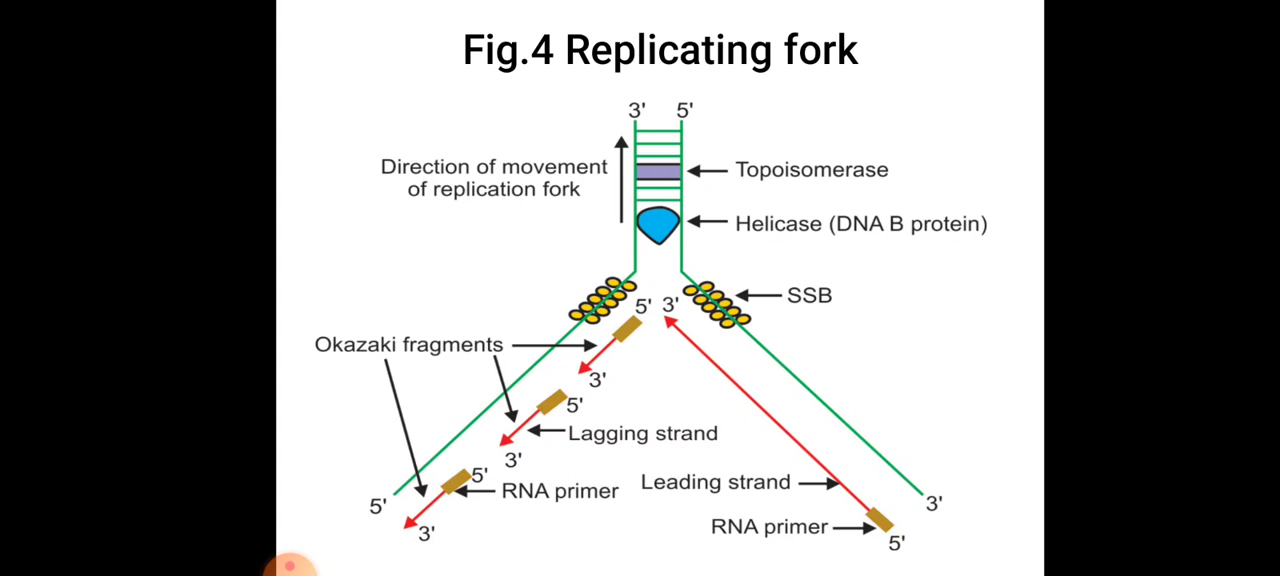 Fig.4 Replicating fork
3' 5'
Direction of movement
of replication fork
Topoisomerase
Helicase (DNA B protein)
SSB
5' 3'
Okazaki fragments
3'
5'
Lagging strand
3'
5'
RNA primer
Leading strand
5'
3'
3'
RNA primer
5'